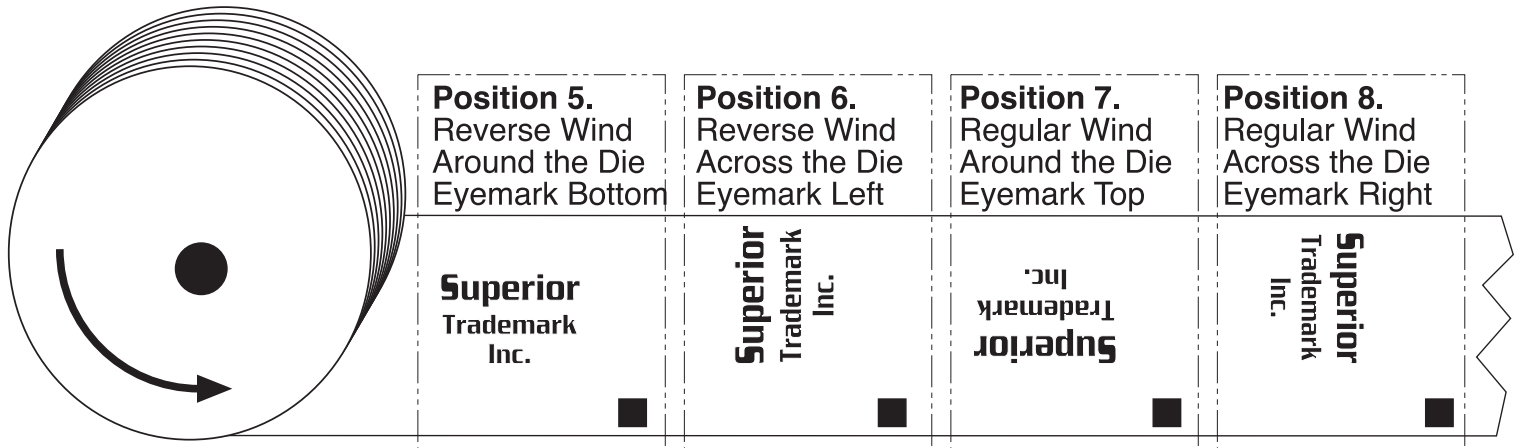 Position 5.
Reverse Wind
Around the Die
Eyemark Bottom
Position 6.
Reverse Wind
Across the Die
Eyemark Left
Position 7.
Regular Wind
Around the Die
Eyemark Top
Position 8.
Regular Wind
Across the Die
Eyemark Right
Superior
Trademark
Inc.
Superior
Trademark
Inc.
Superior
Trademark
Inc.
Superior
Trademark
Inc.